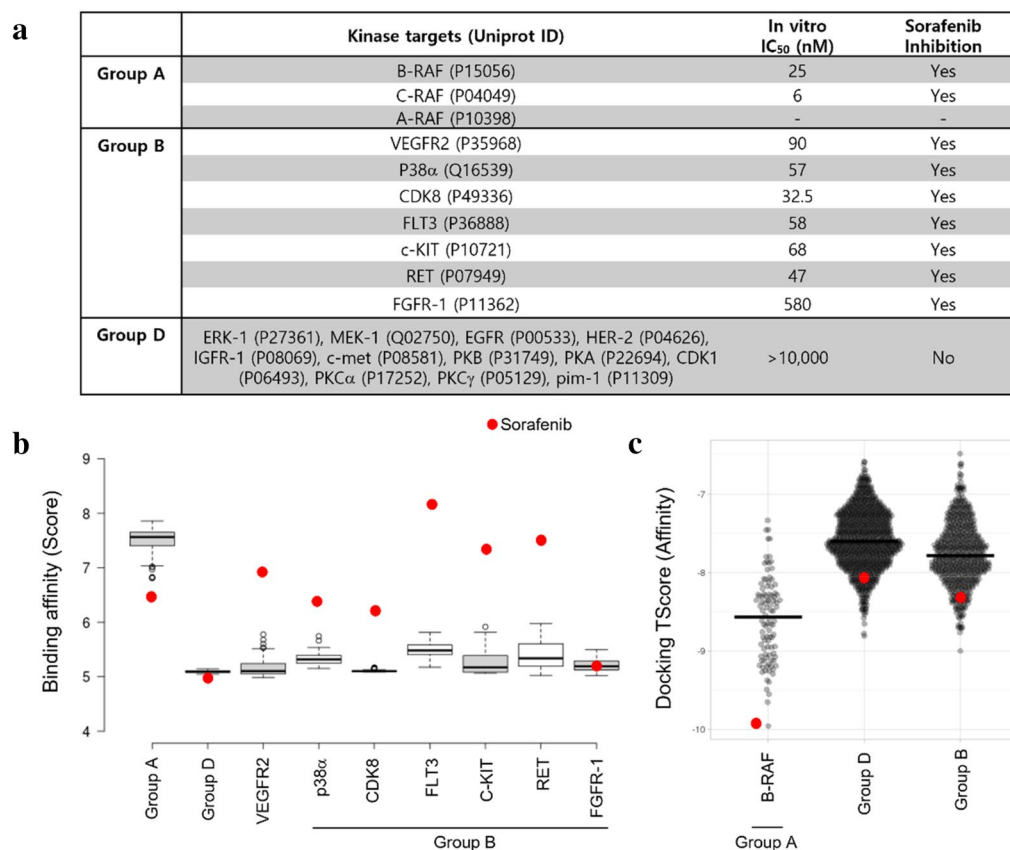 a
Kinase targets (Uniprot ID)
In vitro
IC₅₀ (nM)
Sorafenib
Inhibition
Group A
B-RAF (P15056)
25
Yes
C-RAF (P04049)
6
Yes
A-RAF (P10398)
-
-
Group B
VEGFR2 (P35968)
90
Yes
P38α (Q16539)
57
Yes
CDK8 (P49336)
32.5
Yes
FLT3 (P36888)
58
Yes
c-KIT (P10721)
68
Yes
RET (P07949)
47
Yes
FGFR-1 (P11362)
580
Yes
Group D
ERK-1 (P27361), MEK-1 (Q02750), EGFR (P00533), HER-2 (P04626),
IGFR-1 (P08069), c-met (P08581), PKB (P31749), PKA (P22694), CDK1
(P06493), PKCα (P17252), PKCγ (P05129), pim-1 (P11309)
>10,000
No
Sorafenib
b
Binding affinity (Score)
9
8
7
6
5
4
Group A
Group D
VEGFR2
p38α
CDK8
FLT3
C-KIT
RET
FGFR-1
Group B
c
Docking TScore (Affinity)
-7
-8
-9
-10
B-RAF
Group D
Group B
Group A